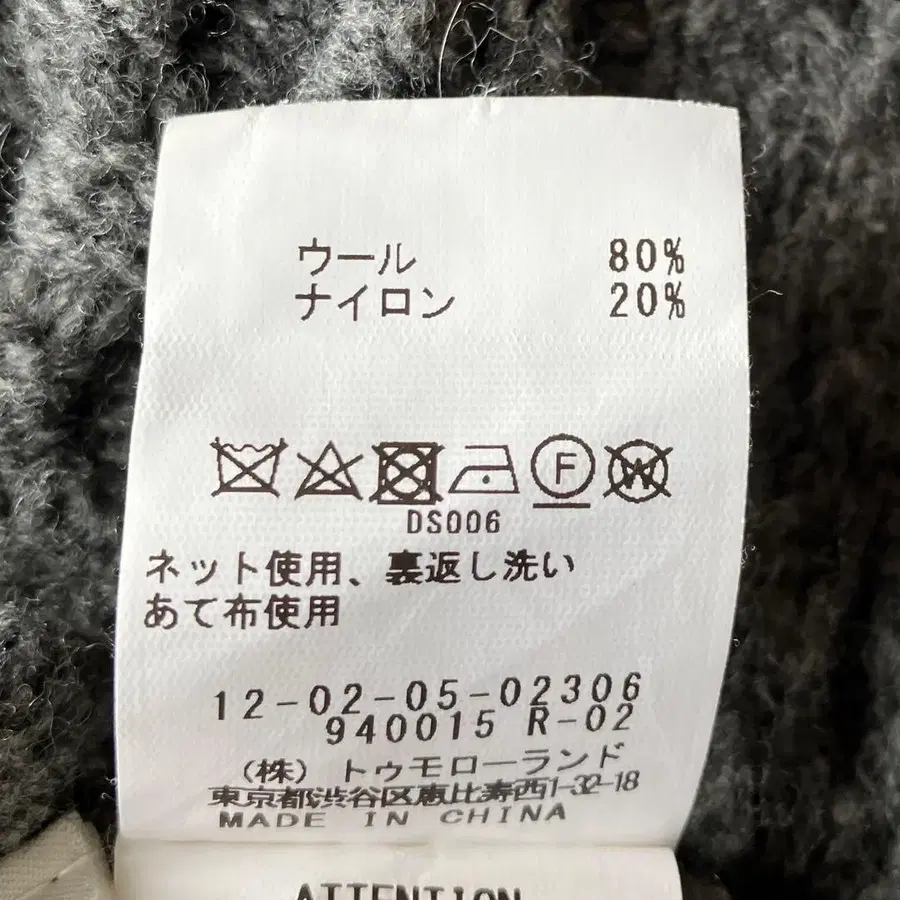 ウール 80%
ナイロン 20%
F W
DS006
ネット使用、裏返し洗い
あて布使用
12-02-05-02306
940015 R-02
(株) トゥモローランド
東京都渋谷区恵比寿西1-32-18
MADE IN CHINA
ATTENTION